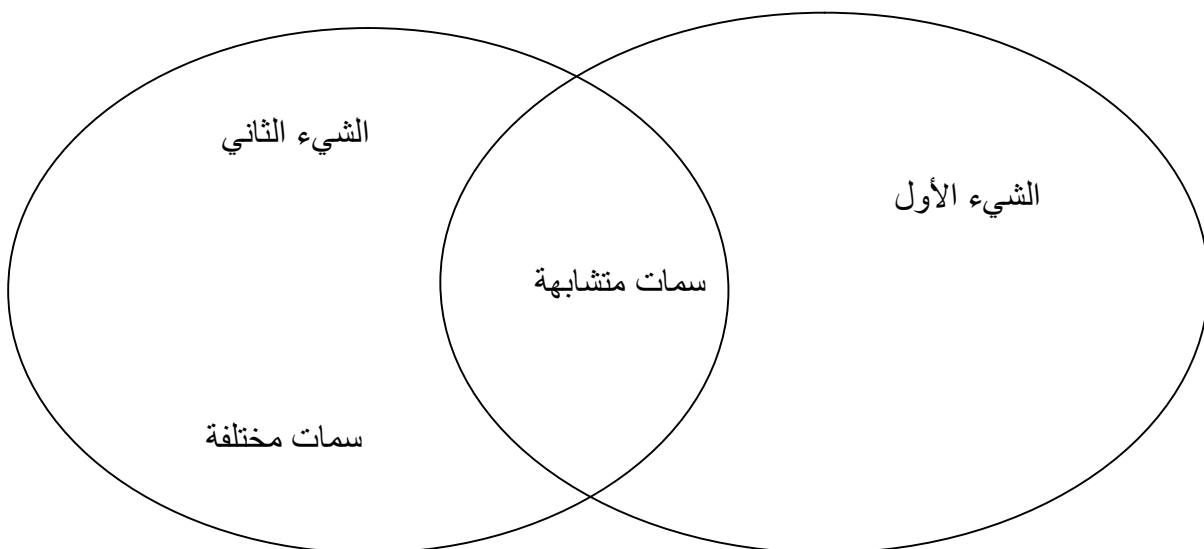 الشيء الثاني
الشيء الأول
سمات متشابهة
سمات مختلفة